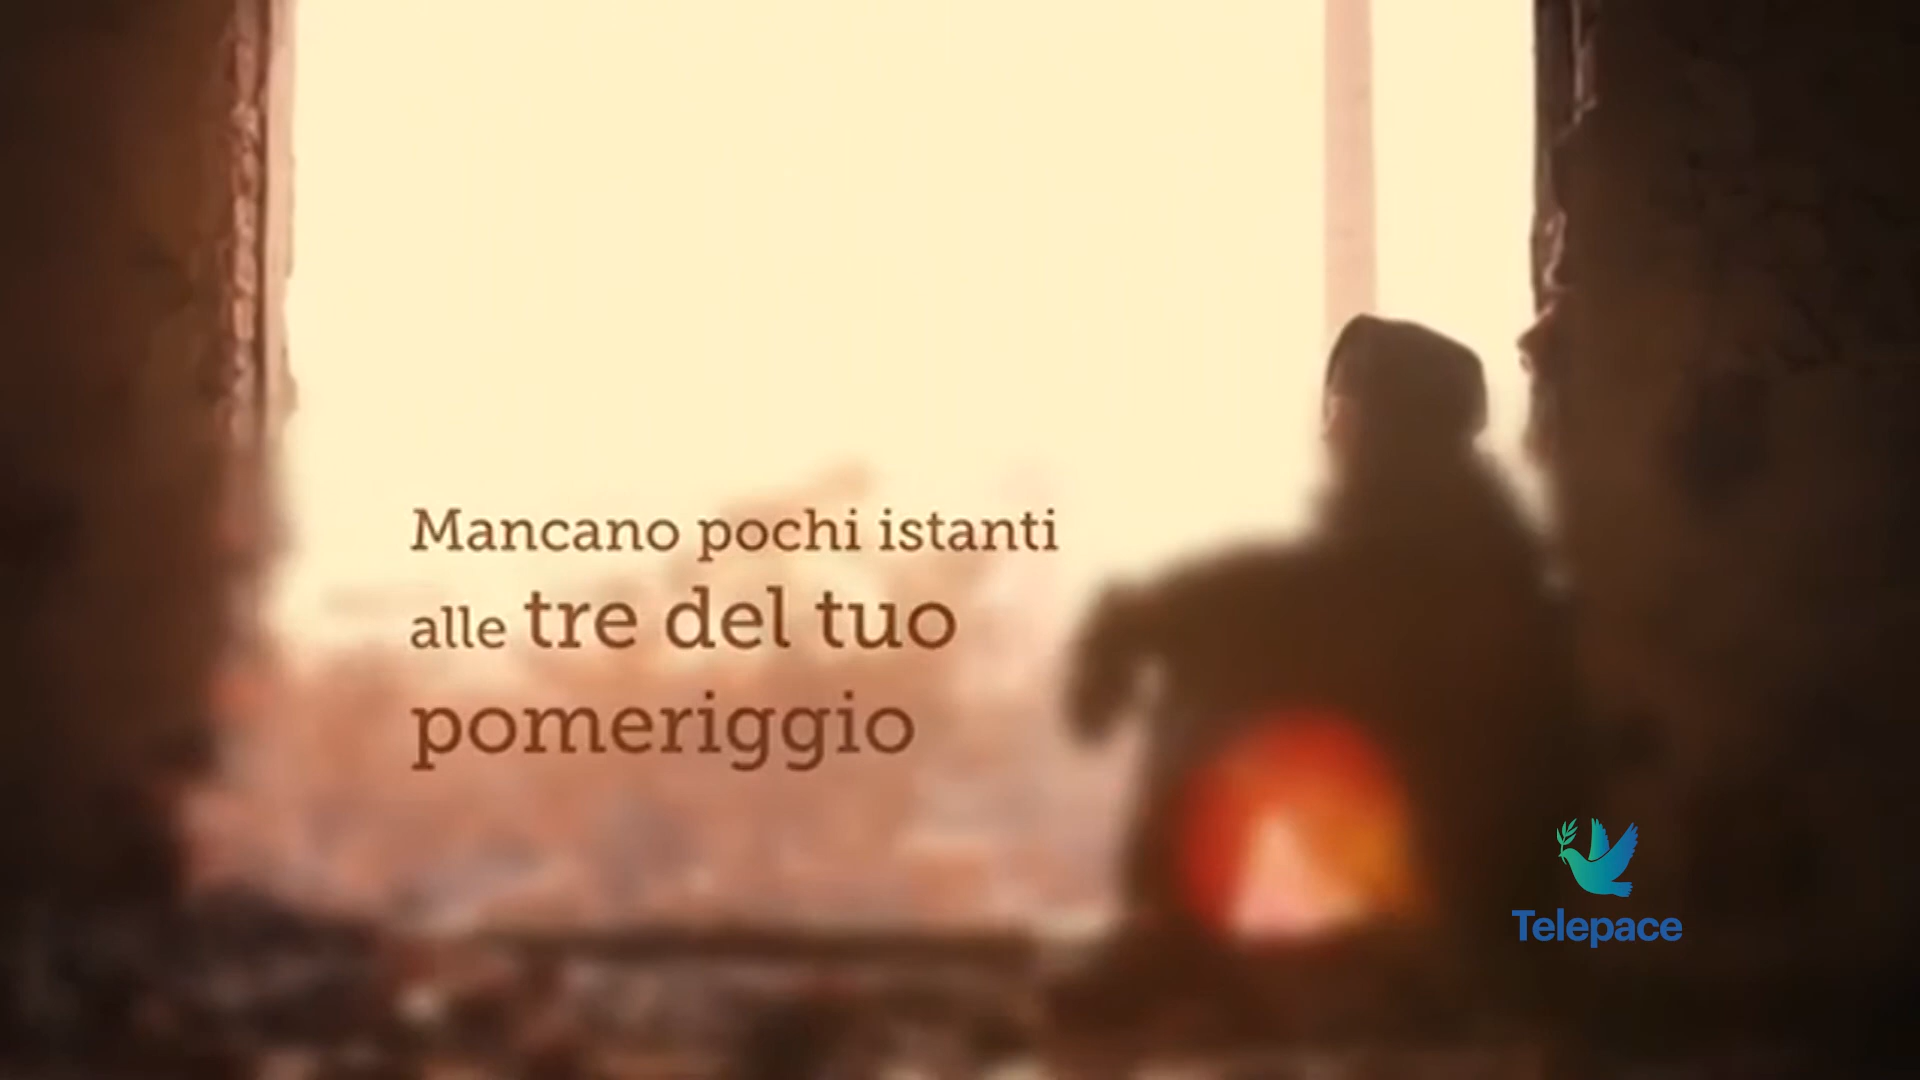 Mancano pochi istanti
alle tre del tuo
pomeriggio
Telepace